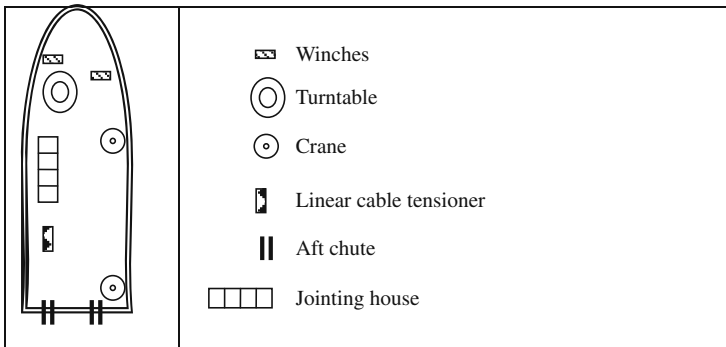 Winches
Turntable
Crane
Linear cable tensioner
Aft chute
Jointing house